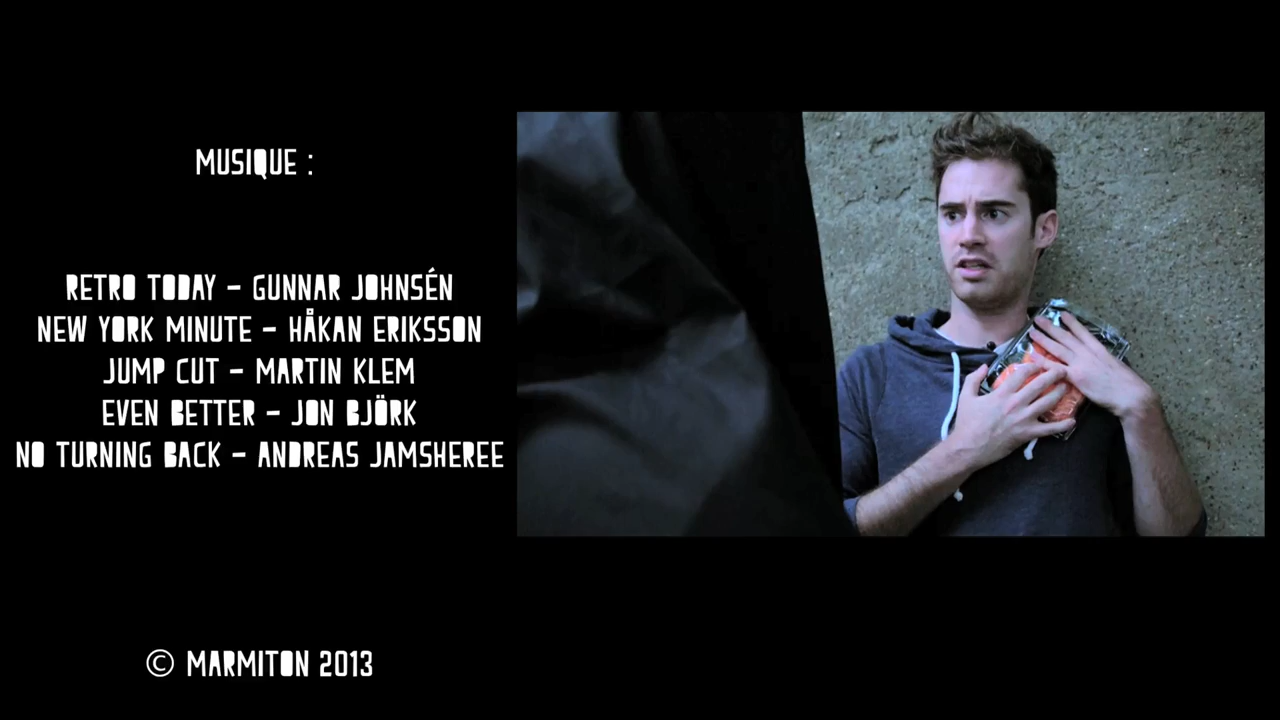 MUSIQUE :
RETRO TODAY – GUNNAR JOHNSÉN
NEW YORK MINUTE – HÅKAN ERIKSSON
JUMP CUT – MARTIN KLEM
EVEN BETTER – JON BJÖRK
NO TURNING BACK – ANDREAS JAMSHEREE
© MARMITON 2013